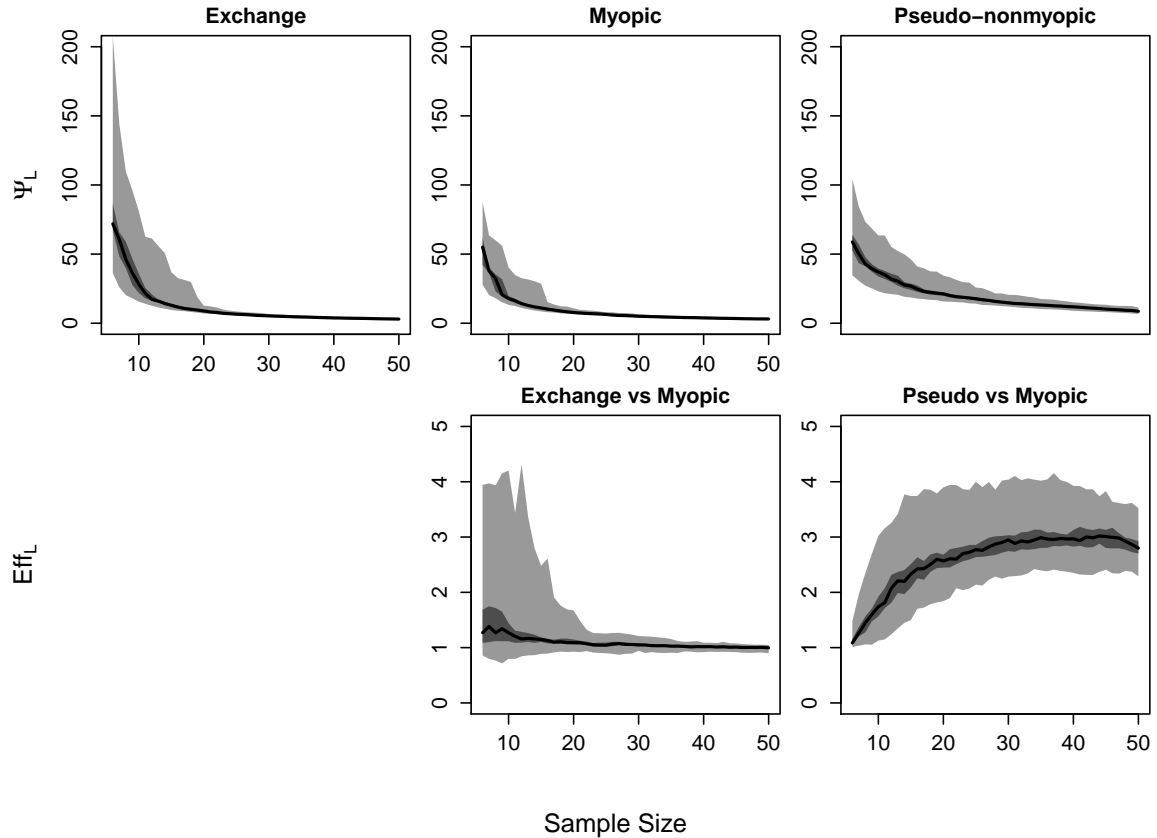 Exchange
Myopic
Pseudo−nonmyopic
Ψ_L
0 50 100 150 200
10 20 30 40 50
0 50 100 150 200
10 20 30 40 50
0 50 100 150 200
Exchange vs Myopic
Pseudo vs Myopic
Eff_L
0 1 2 3 4 5
10 20 30 40 50
0 1 2 3 4 5
10 20 30 40 50
Sample Size